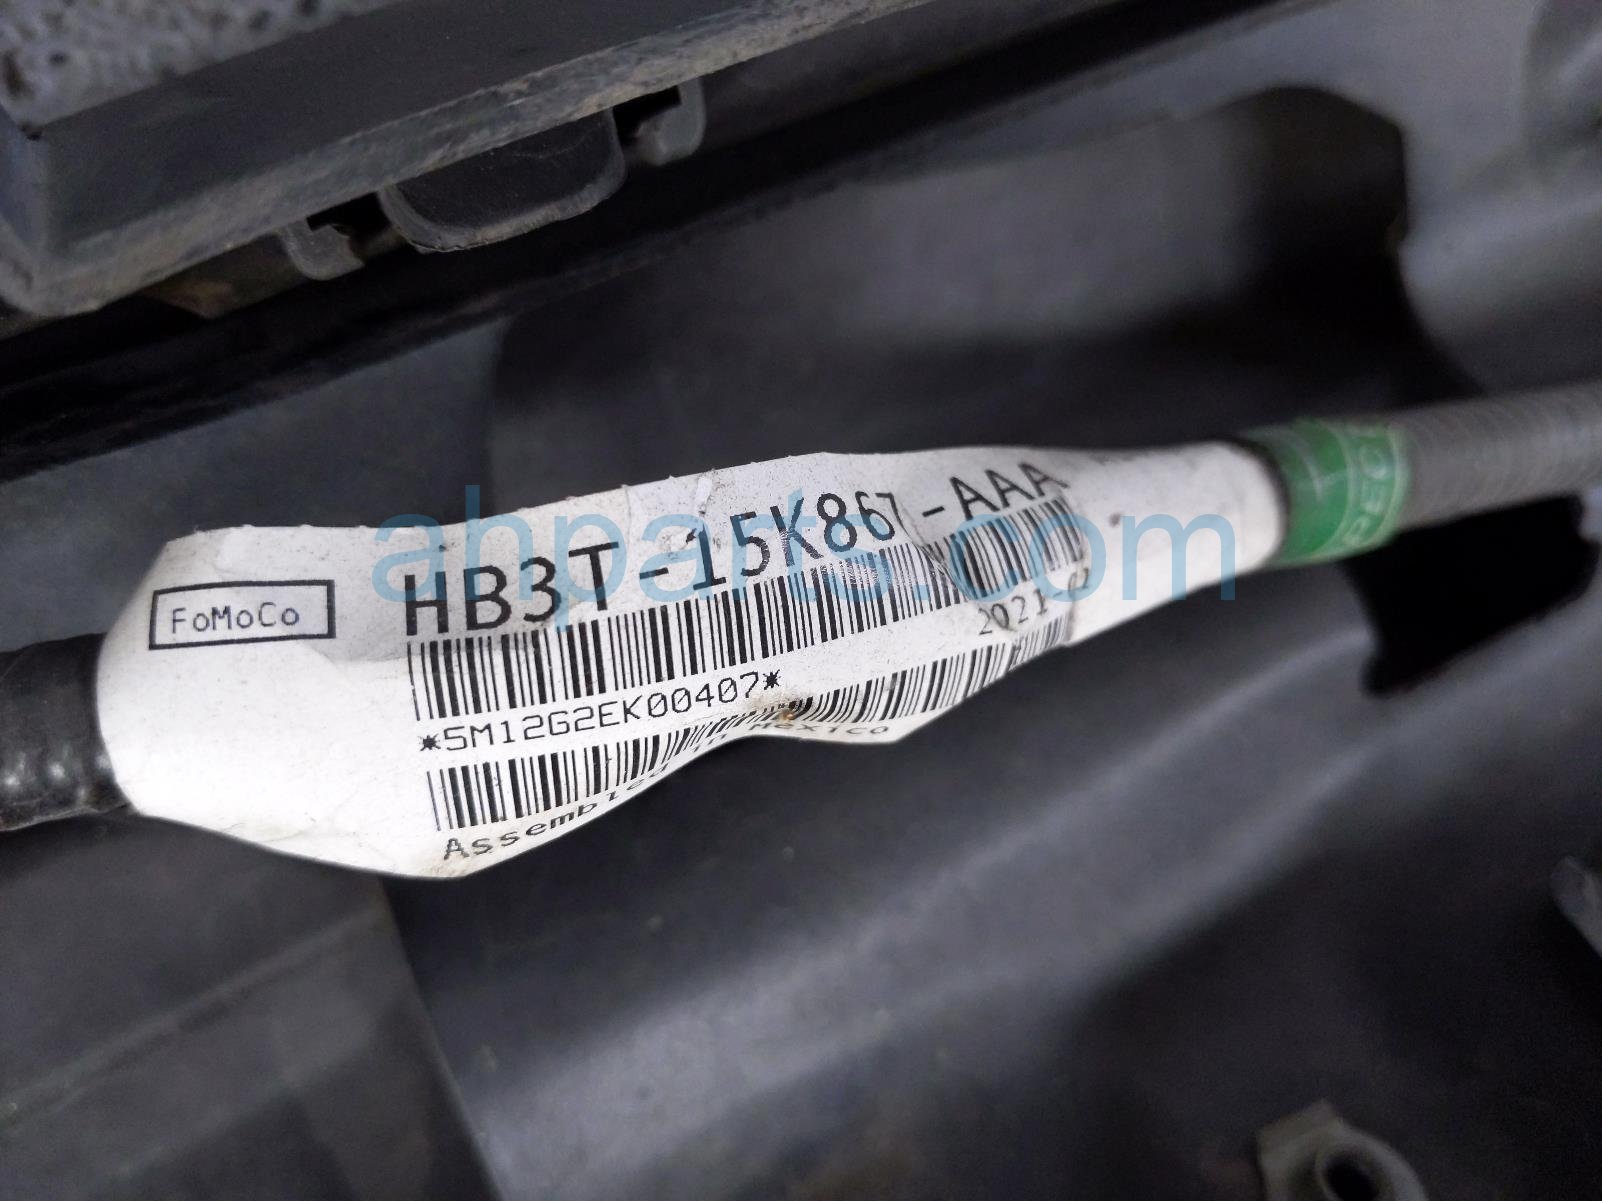 FoMoCo
HB3T-15K867-AAA
2021
*5M12G2EK00407*
Assembled in Mexico
ahparts.com